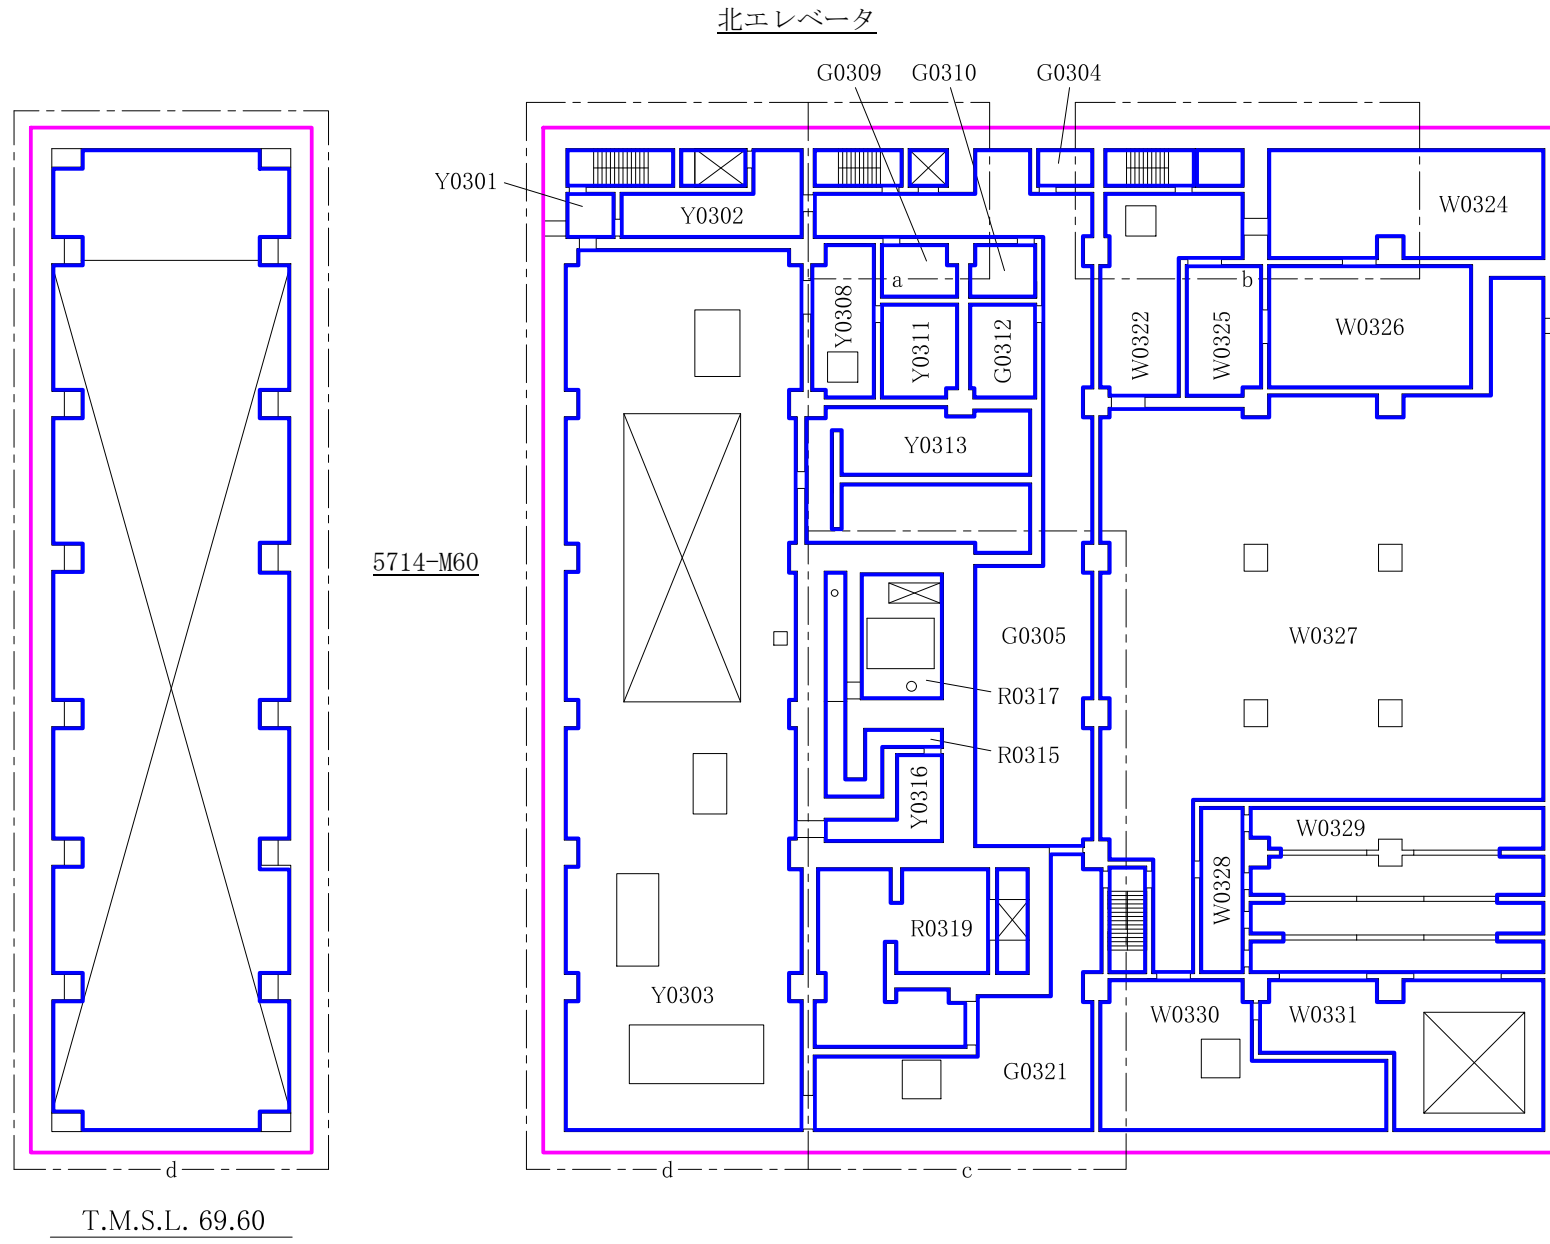 北エレベータ
G0309
G0310
G0304
Y0301
Y0302
W0324
a
b
Y0308
Y0311
G0312
W0322
W0325
W0326
Y0313
5714-M60
G0305
W0327
R0317
R0315
Y0316
W0329
W0328
R0319
Y0303
W0330
W0331
G0321
d
d
c
T.M.S.L. 69.60